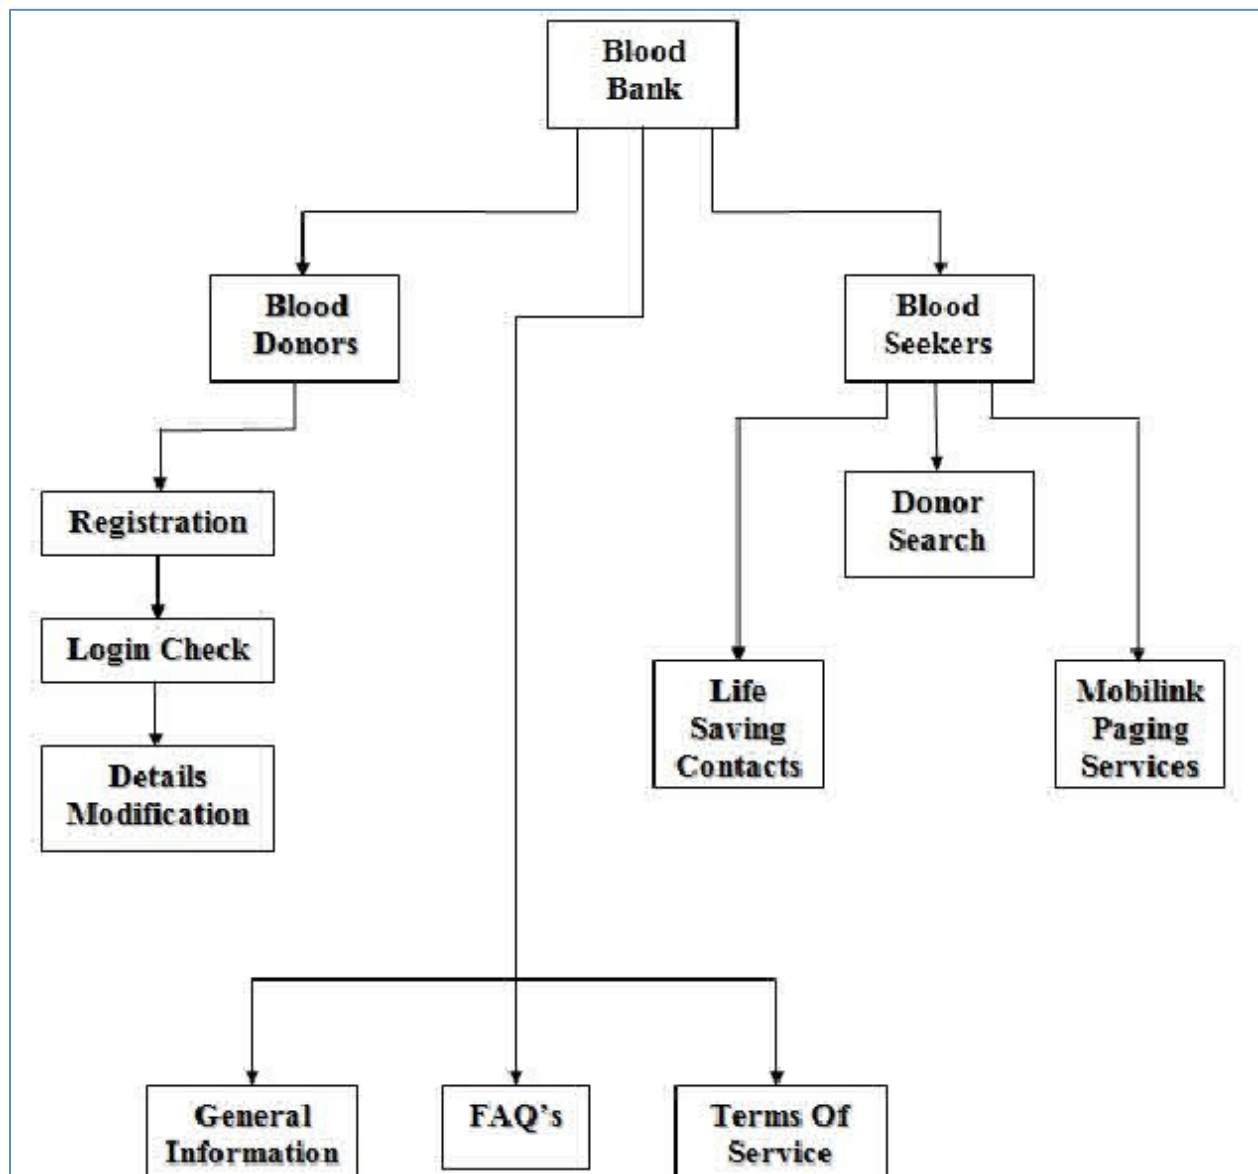 Blood
Bank
Blood
Donors
Blood
Seekers
Registration
Donor
Search
Login Check
Life
Saving
Contacts
Mobilink
Paging
Services
Details
Modification
General
Information
FAQ's
Terms Of
Service